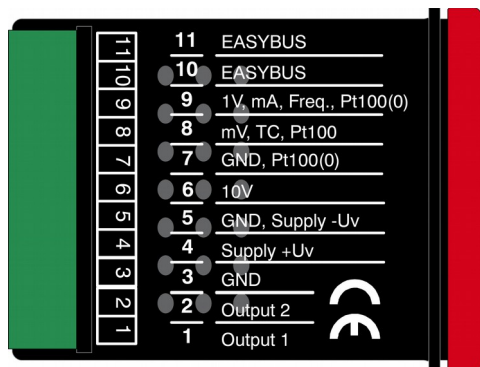 11 11 EASYBUS
10 10 EASYBUS
9 9 1V, mA, Freq., Pt100(0)
8 8 mV, TC, Pt100
7 7 GND, Pt100(0)
6 6 10V
5 5 GND, Supply -Uv
4 4 Supply +Uv
3 3 GND
2 2 Output 2
1 1 Output 1
CE